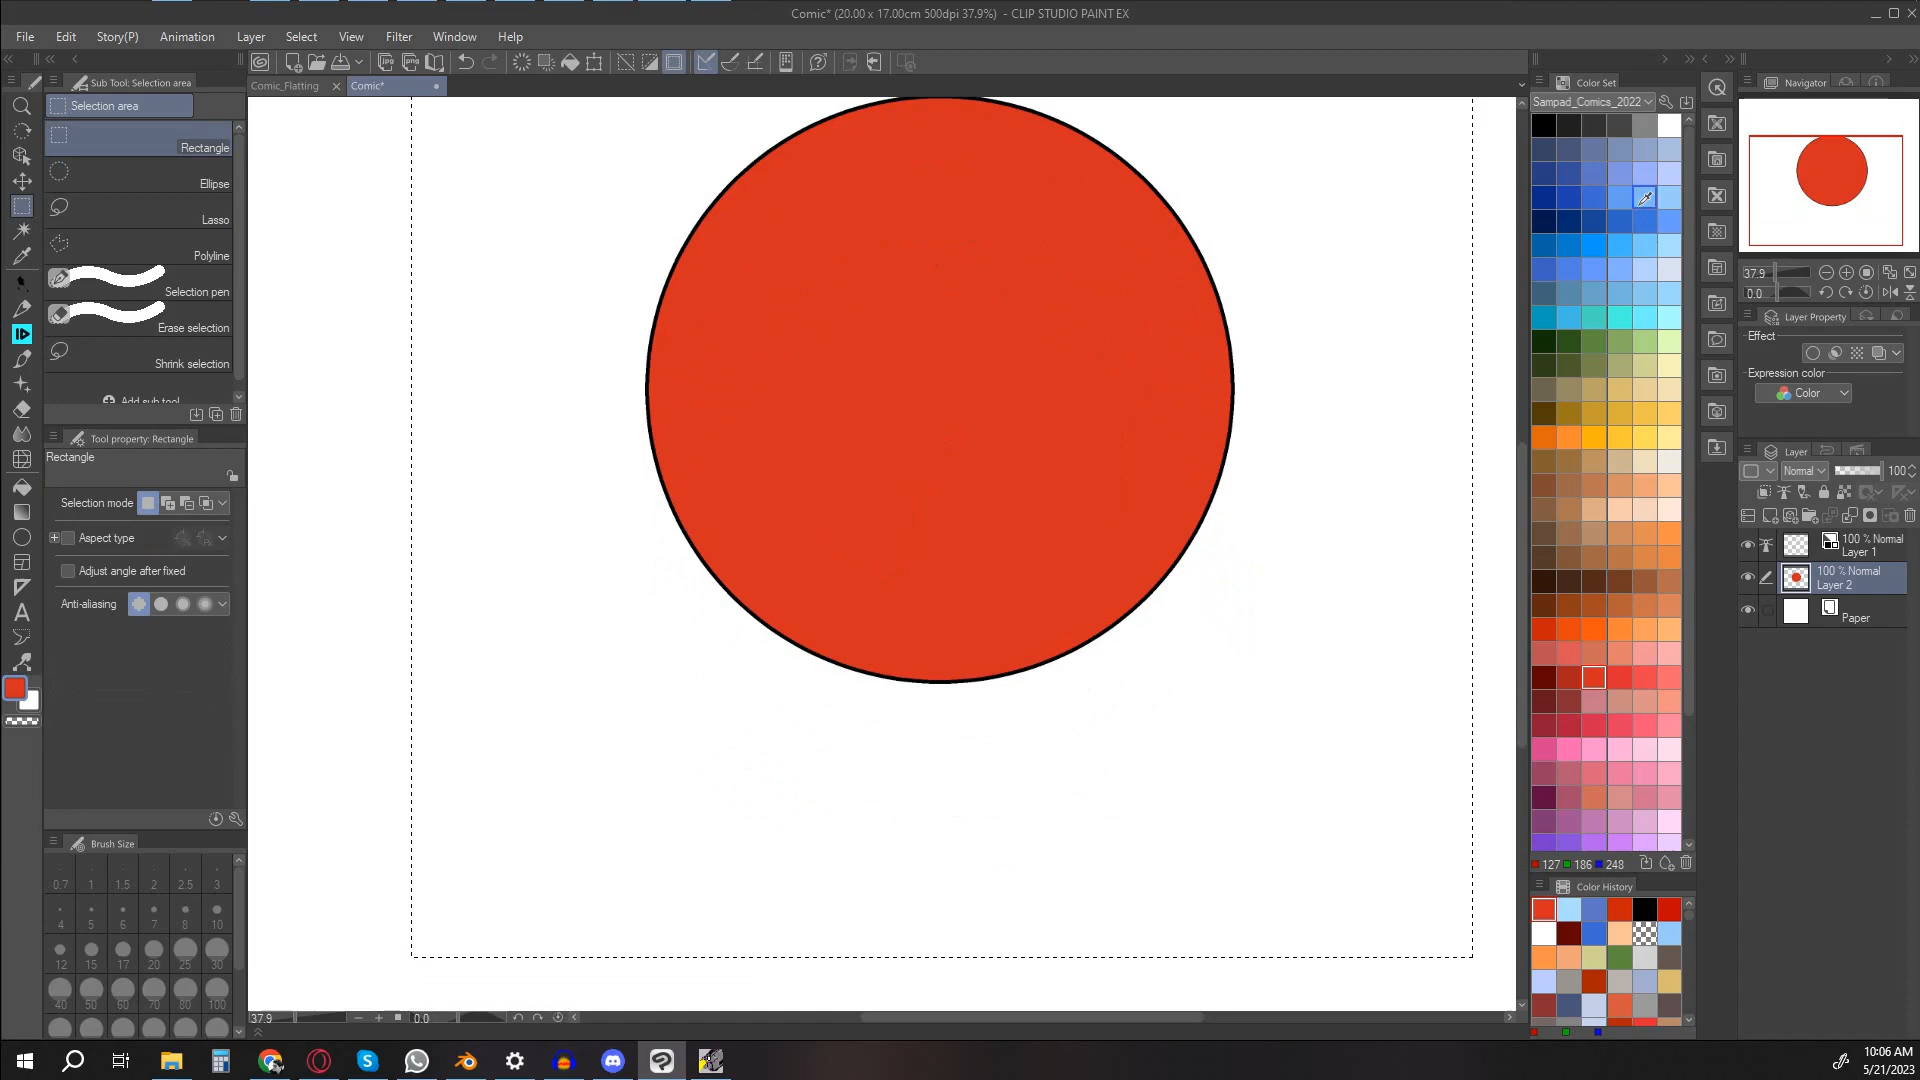 Comic* (20.00 x 17.00cm 500dpi 37.9%) - CLIP STUDIO PAINT EX
File Edit Story(P) Animation Layer Select View Filter Window Help
Sub Tool: Selection area
Selection area
Rectangle
Ellipse
Lasso
Polyline
Selection pen
Erase selection
Shrink selection
Add sub tool
Tool property: Rectangle
Rectangle
Selection mode
Aspect type
Adjust angle after fixed
Anti-aliasing
Brush Size
0.7 1 1.5 2 2.5 3
4 5 6 7 8 10
12 15 17 20 25 30
40 50 60 70 80 100
Comic_Flatting
Comic*
37.9
0.0
Color Set
Sampad_Comics_2022
127 186 248
Color History
Navigator
37.9
0.0
Layer Property
Effect
Expression color
Color
Layer
Normal 100
100 % Normal
Layer 1
100 % Normal
Layer 2
Paper
10:06 AM
5/21/2023